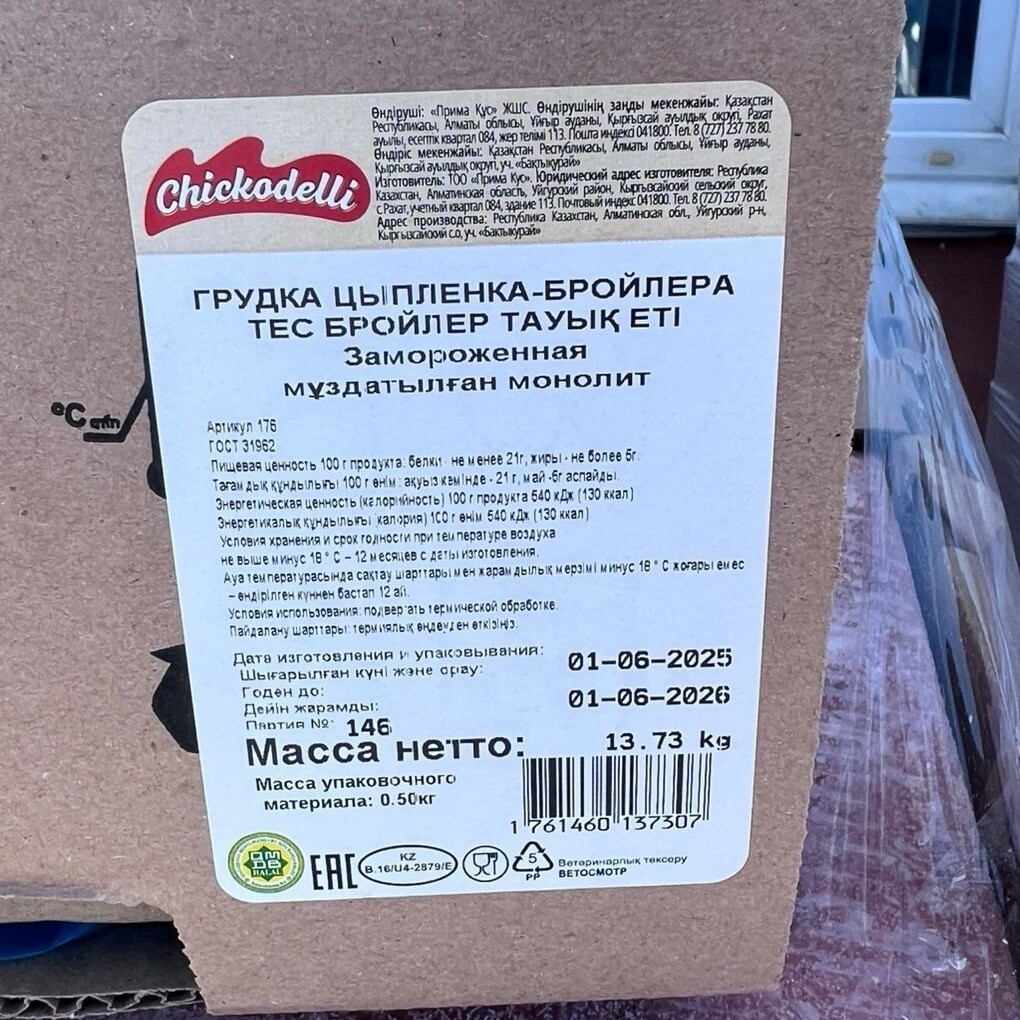 Chickodelli
Өндіруші: «Прима Құс» ЖШС. Өндірушінің заңды мекенжайы: Қазақстан
Республикасы, Алматы облысы, Ұйғыр ауданы, Қырғызсай ауылдық округі, Рахат
ауылы, есептік квартал 084, жер телімі 113. Пошта индексі 041800. Тел. 8 (727) 237 78 80.
Өндіріс мекенжайы: Қазақстан Республикасы, Алматы облысы, Ұйғыр ауданы,
Қырғызсай ауылдық округі, уч. «Бақтықұрай»
Изготовитель: ТОО «Прима Кус». Юридический адрес изготовителя: Республика
Казахстан, Алматинская область, Уйгурский район, Кыргызсайский сельский округ,
с.Рахат, учетный квартал 084, здание 113. Почтовый индекс 041800. Тел. 8 (727) 237 78 80.
Адрес производства: Республика Казахстан, Алматинская обл., Уйгурский р-н,
Кыргызсайский с.о, уч. «Бактыкурай»
ГРУДКА ЦЫПЛЕНКА-БРОЙЛЕРА
ТЕС БРОЙЛЕР ТАУЫҚ ЕТІ
Замороженная
мұздатылған монолит
°C
Артикул 176
ГОСТ 31962
Пищевая ценность 100 г продукта: белки - не менее 21г, жиры - не более 5г.
Тағамдық құндылығы 100 г өнім : ақуыз кемінде - 21 г, май -5г аспайды.
Энергетическая ценность (калорийность) 100 г продукта 540 кДж (130 ккал)
Энергетикалық құндылығы (калория) 100 г өнім 540 кДж (130 ккал)
Условия хранения и срок годности при температуре воздуха
не выше минус 18 ° С – 12 месяцев с даты изготовления.
Ауа температурасында сақтау шарттары мен жарамдылық мерзімі минус 18 ° С жоғары емес
– өндірілген күннен бастап 12 ай.
Условия использования: подвергать термической обработке.
Пайдалану шарттары: термиялық өңдеуден өткізіңіз.
Дата изготовления и упаковывания: 01-06-2025
Шығарылған күні және орау:
Годен до: 01-06-2026
Дейін жарамды:
Партия №: 146
Масса нетто: 13.73 kg
Масса упаковочного
материала: 0.50кг
1 761460 137307
HALAL
EAC
KZ
B.16/U4-2879/E
5
PP
Ветеринарлық тексеру
ВЕТОСМОТР